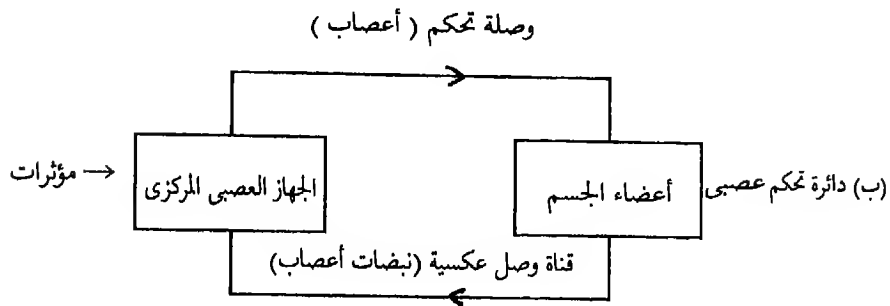 وصلة تحكم ( أعصاب )
(ب) دائرة تحكم عصبى
أعضاء الجسم
الجهاز العصبى المركزى
مؤثرات
قناة وصل عكسية (نبضات أعصاب)